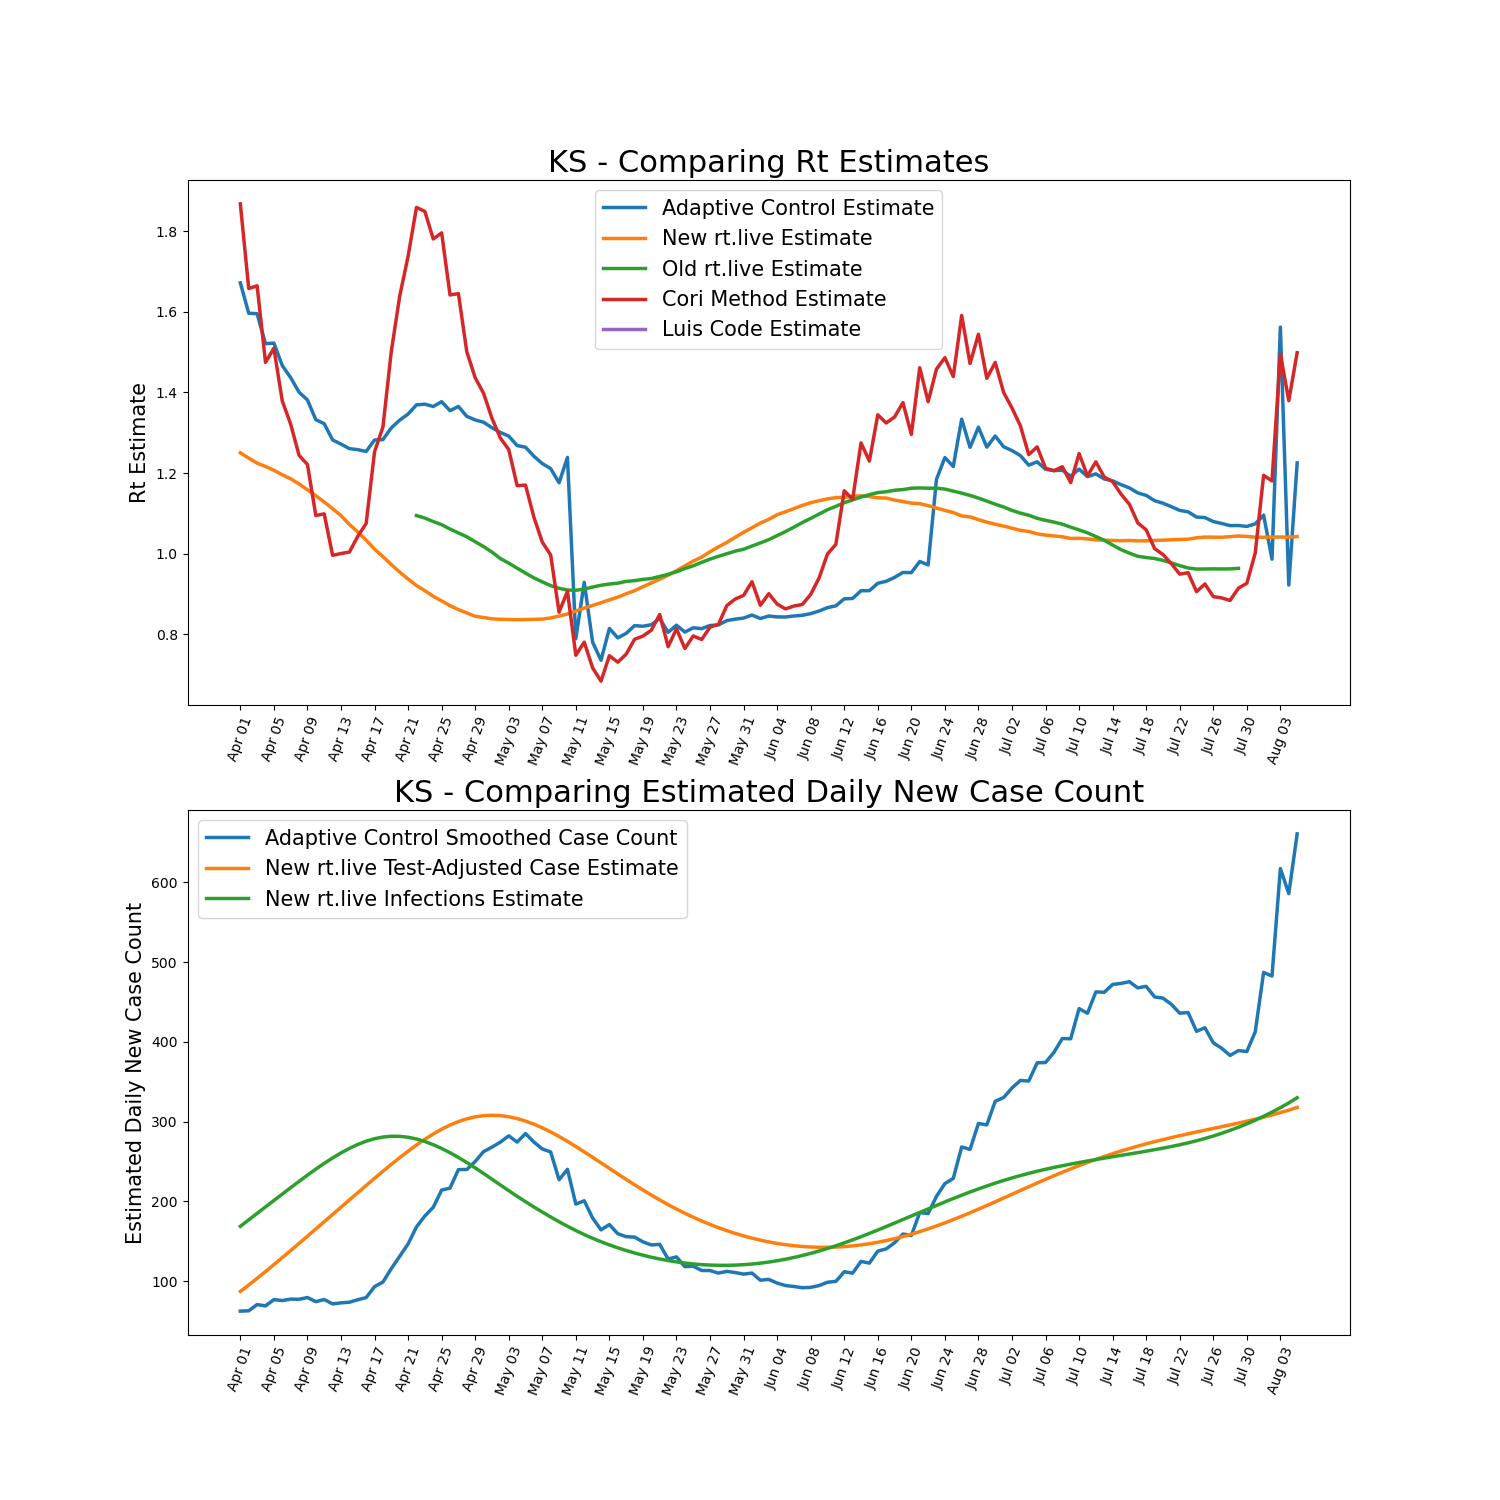 KS - Comparing Rt Estimates
Adaptive Control Estimate
New rt.live Estimate
Old rt.live Estimate
Cori Method Estimate
Luis Code Estimate
Rt Estimate
1.8
1.6
1.4
1.2
1.0
0.8
Apr 01 Apr 05 Apr 09 Apr 13 Apr 17 Apr 21 Apr 25 Apr 29 May 03 May 07 May 11 May 15 May 19 May 23 May 27 May 31 Jun 04 Jun 08 Jun 12 Jun 16 Jun 20 Jun 24 Jun 28 Jul 02 Jul 06 Jul 10 Jul 14 Jul 18 Jul 22 Jul 26 Jul 30 Aug 03
KS - Comparing Estimated Daily New Case Count
Adaptive Control Smoothed Case Count
New rt.live Test-Adjusted Case Estimate
New rt.live Infections Estimate
Estimated Daily New Case Count
600
500
400
300
200
100
Apr 01 Apr 05 Apr 09 Apr 13 Apr 17 Apr 21 Apr 25 Apr 29 May 03 May 07 May 11 May 15 May 19 May 23 May 27 May 31 Jun 04 Jun 08 Jun 12 Jun 16 Jun 20 Jun 24 Jun 28 Jul 02 Jul 06 Jul 10 Jul 14 Jul 18 Jul 22 Jul 26 Jul 30 Aug 03